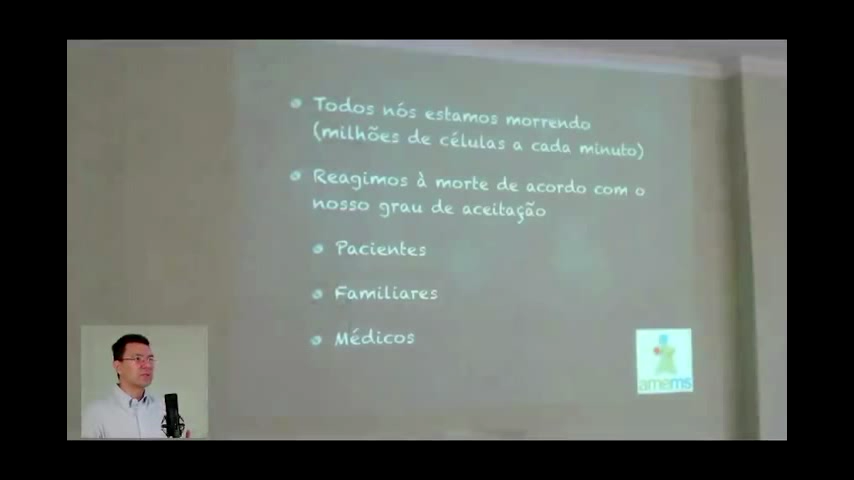 Todos nós estamos morrendo
(milhões de células a cada minuto)
Reagimos à morte de acordo com o
nosso grau de aceitação
Pacientes
Familiares
Médicos
amems